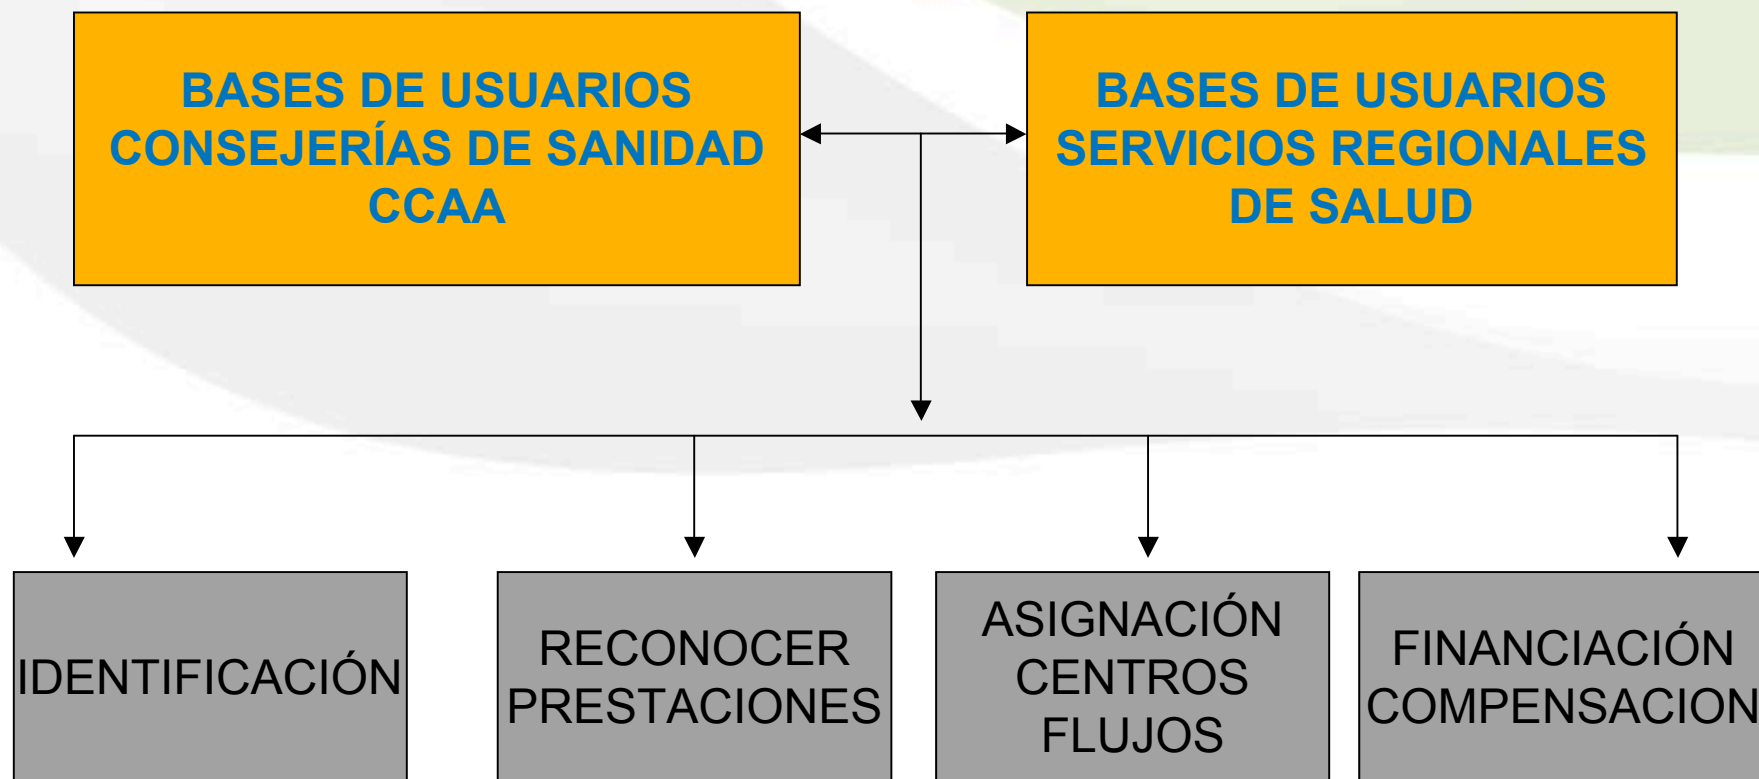 BASES DE USUARIOS
CONSEJERÍAS DE SANIDAD
CCAA
BASES DE USUARIOS
SERVICIOS REGIONALES
DE SALUD
IDENTIFICACIÓN
RECONOCER
PRESTACIONES
ASIGNACIÓN
CENTROS
FLUJOS
FINANCIACIÓN
COMPENSACION